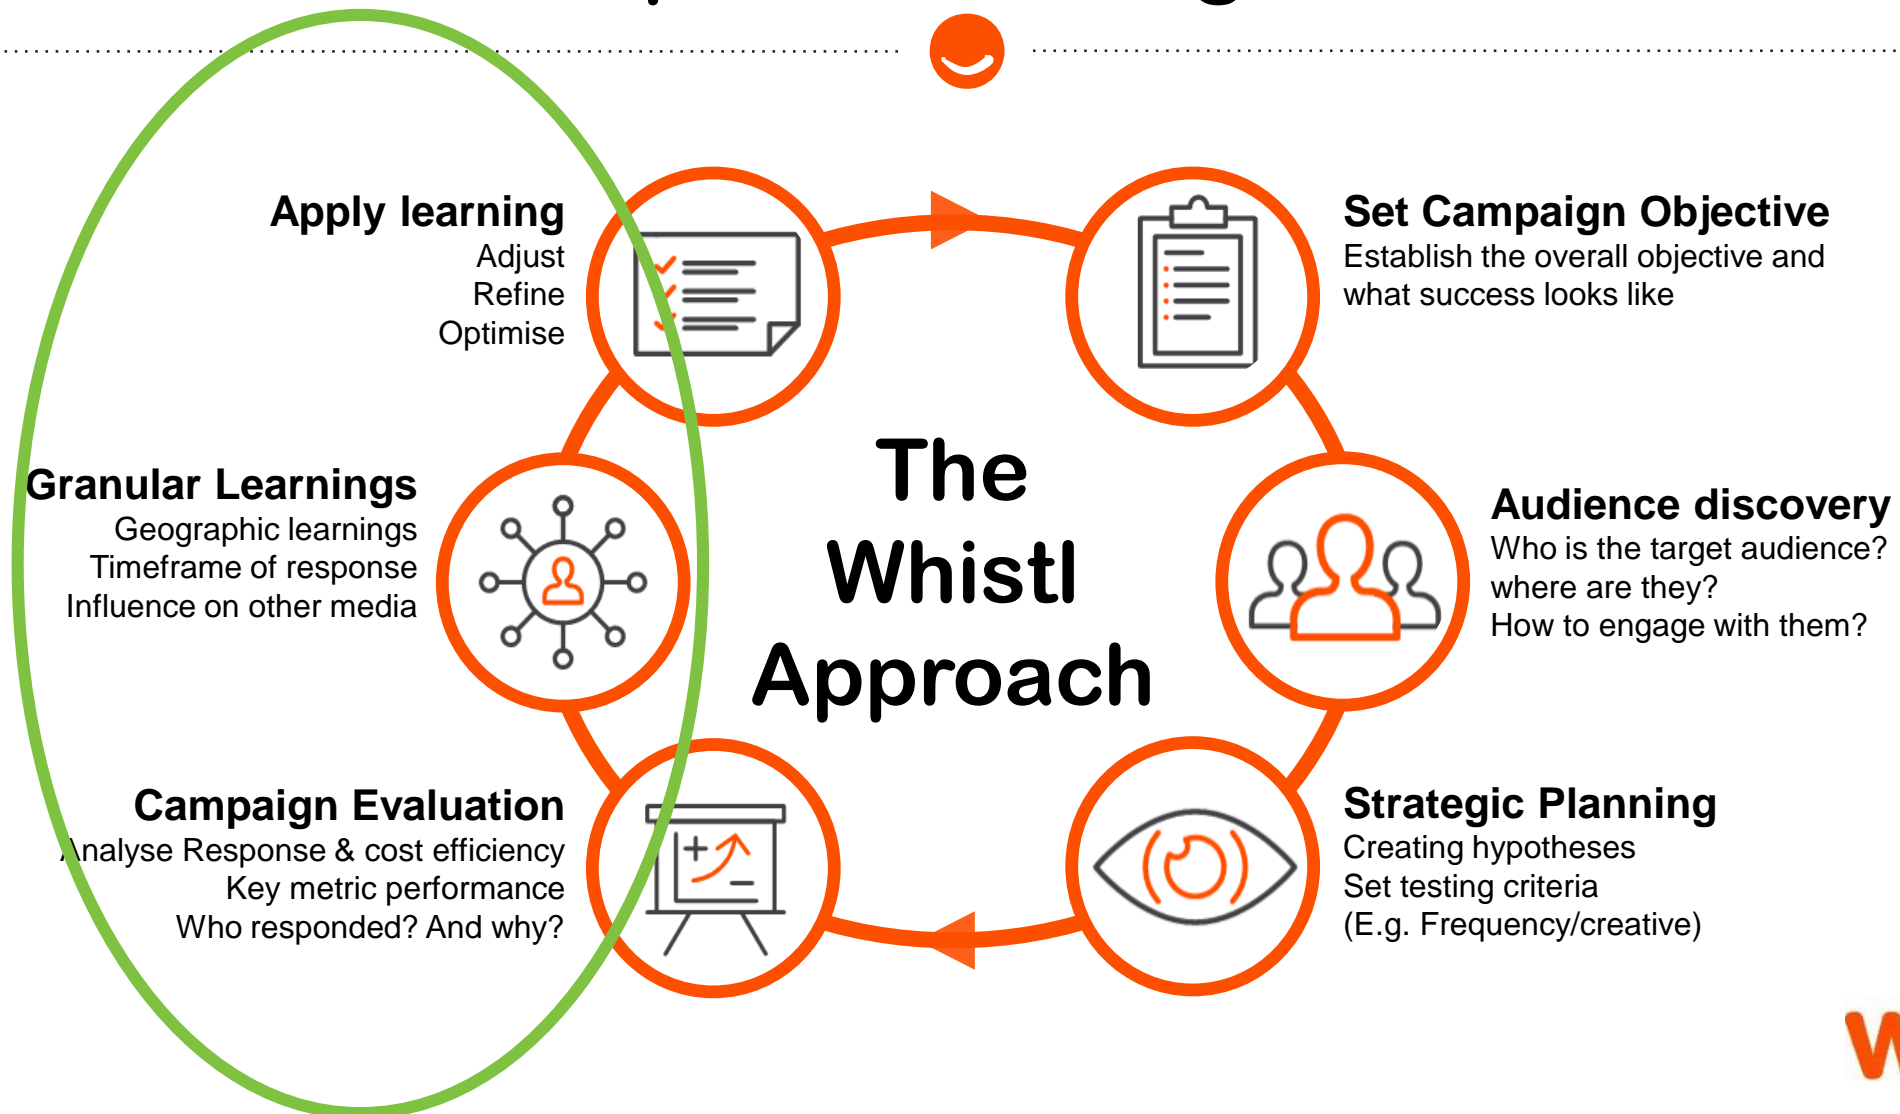 Apply learning
Adjust
Refine
Optimise
Set Campaign Objective
Establish the overall objective and
what success looks like
Granular Learnings
Geographic learnings
Timeframe of response
Influence on other media
The
Whistl
Approach
Audience discovery
Who is the target audience?
where are they?
How to engage with them?
Campaign Evaluation
Analyse Response & cost efficiency
Key metric performance
Who responded? And why?
Strategic Planning
Creating hypotheses
Set testing criteria
(E.g. Frequency/creative)